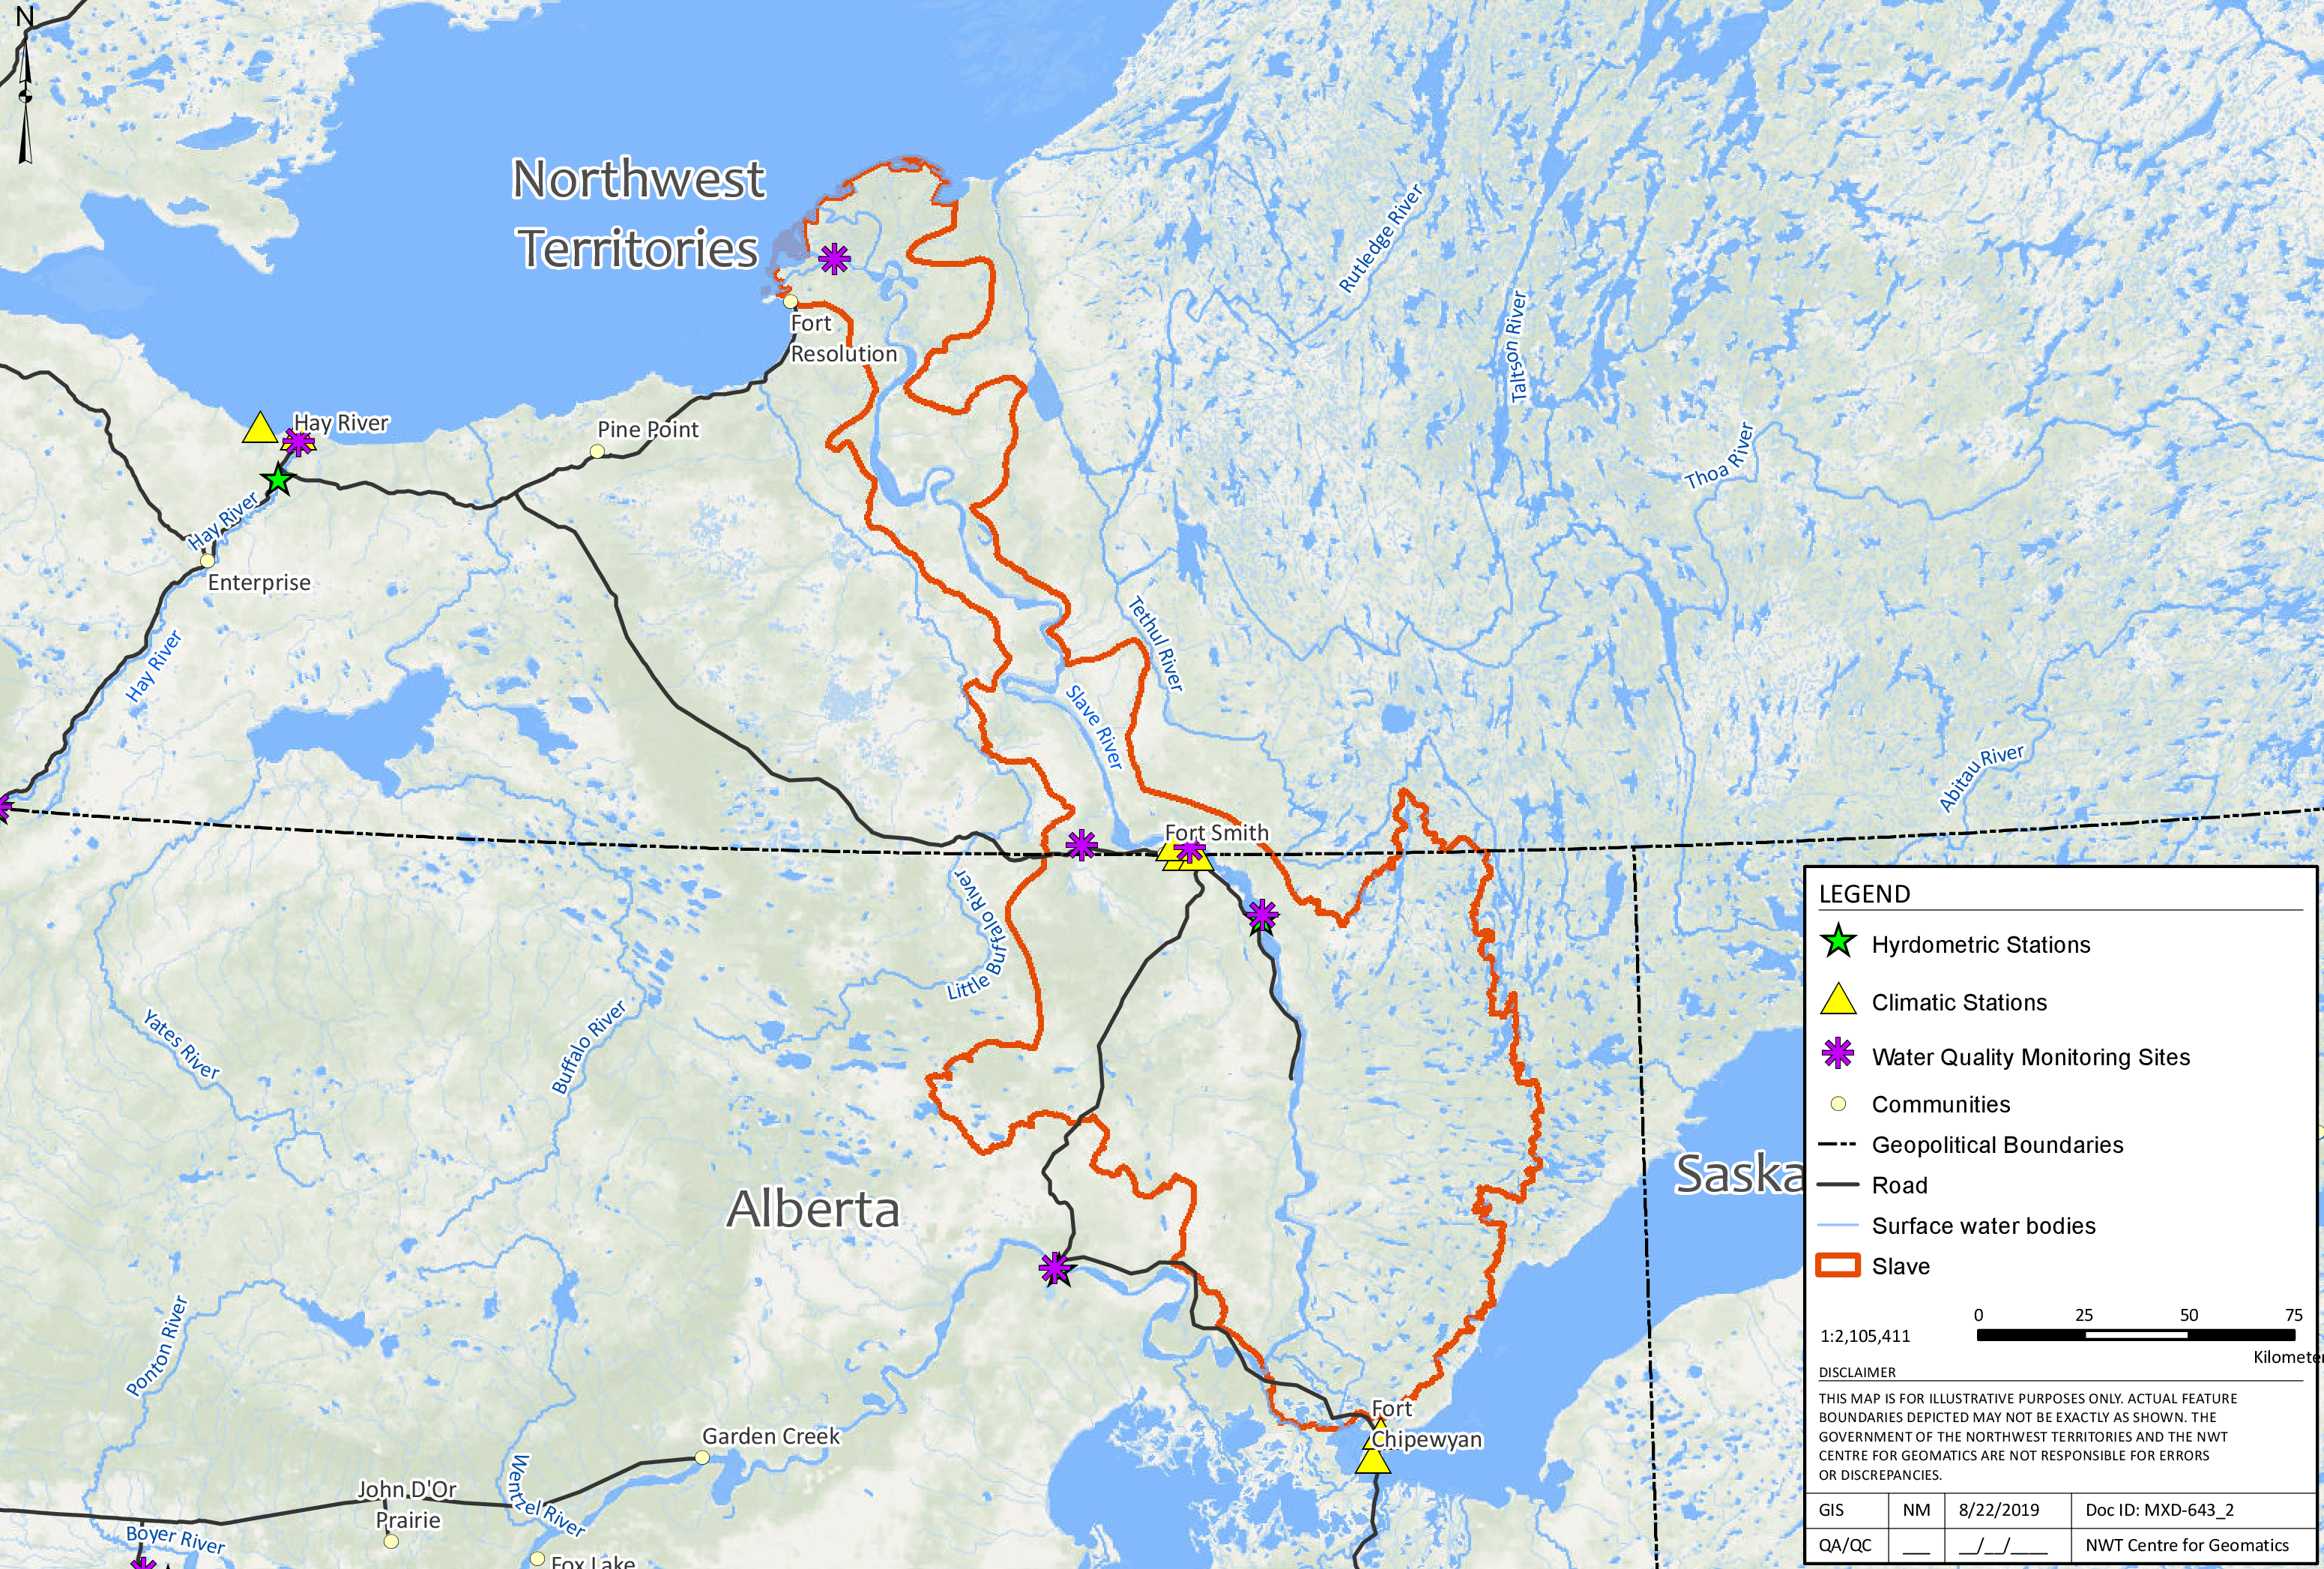 N
Northwest
Territories
Rutledge River
Taltson River
Fort
Resolution
Hay River
Pine Point
Thoa River
Hay River
Enterprise
Tethul River
Hay River
Slave River
Abitau River
Fort Smith
Little Buffalo River
Yates River
Buffalo River
Alberta
Saska
Ponton River
Fort
Chipewyan
Garden Creek
John D'Or
Prairie
Wentzel River
Boyer River
Fox Lake
LEGEND
Hyrdometric Stations
Climatic Stations
Water Quality Monitoring Sites
Communities
Geopolitical Boundaries
Road
Surface water bodies
Slave
0 25 50 75
1:2,105,411
Kilometer
DISCLAIMER
THIS MAP IS FOR ILLUSTRATIVE PURPOSES ONLY. ACTUAL FEATURE
BOUNDARIES DEPICTED MAY NOT BE EXACTLY AS SHOWN. THE
GOVERNMENT OF THE NORTHWEST TERRITORIES AND THE NWT
CENTRE FOR GEOMATICS ARE NOT RESPONSIBLE FOR ERRORS
OR DISCREPANCIES.
GIS NM 8/22/2019 Doc ID: MXD-643_2
QA/QC ___ __/__/____ NWT Centre for Geomatics